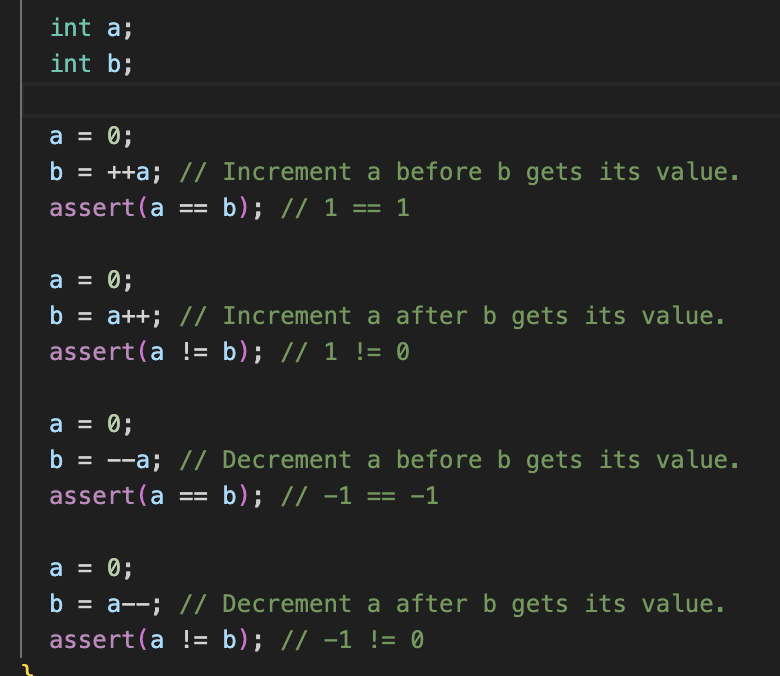 int a;
int b;
a = 0;
b = ++a; // Increment a before b gets its value.
assert(a == b); // 1 == 1
a = 0;
b = a++; // Increment a after b gets its value.
assert(a != b); // 1 != 0
a = 0;
b = --a; // Decrement a before b gets its value.
assert(a == b); // -1 == -1
a = 0;
b = a--; // Decrement a after b gets its value.
assert(a != b); // -1 != 0
}